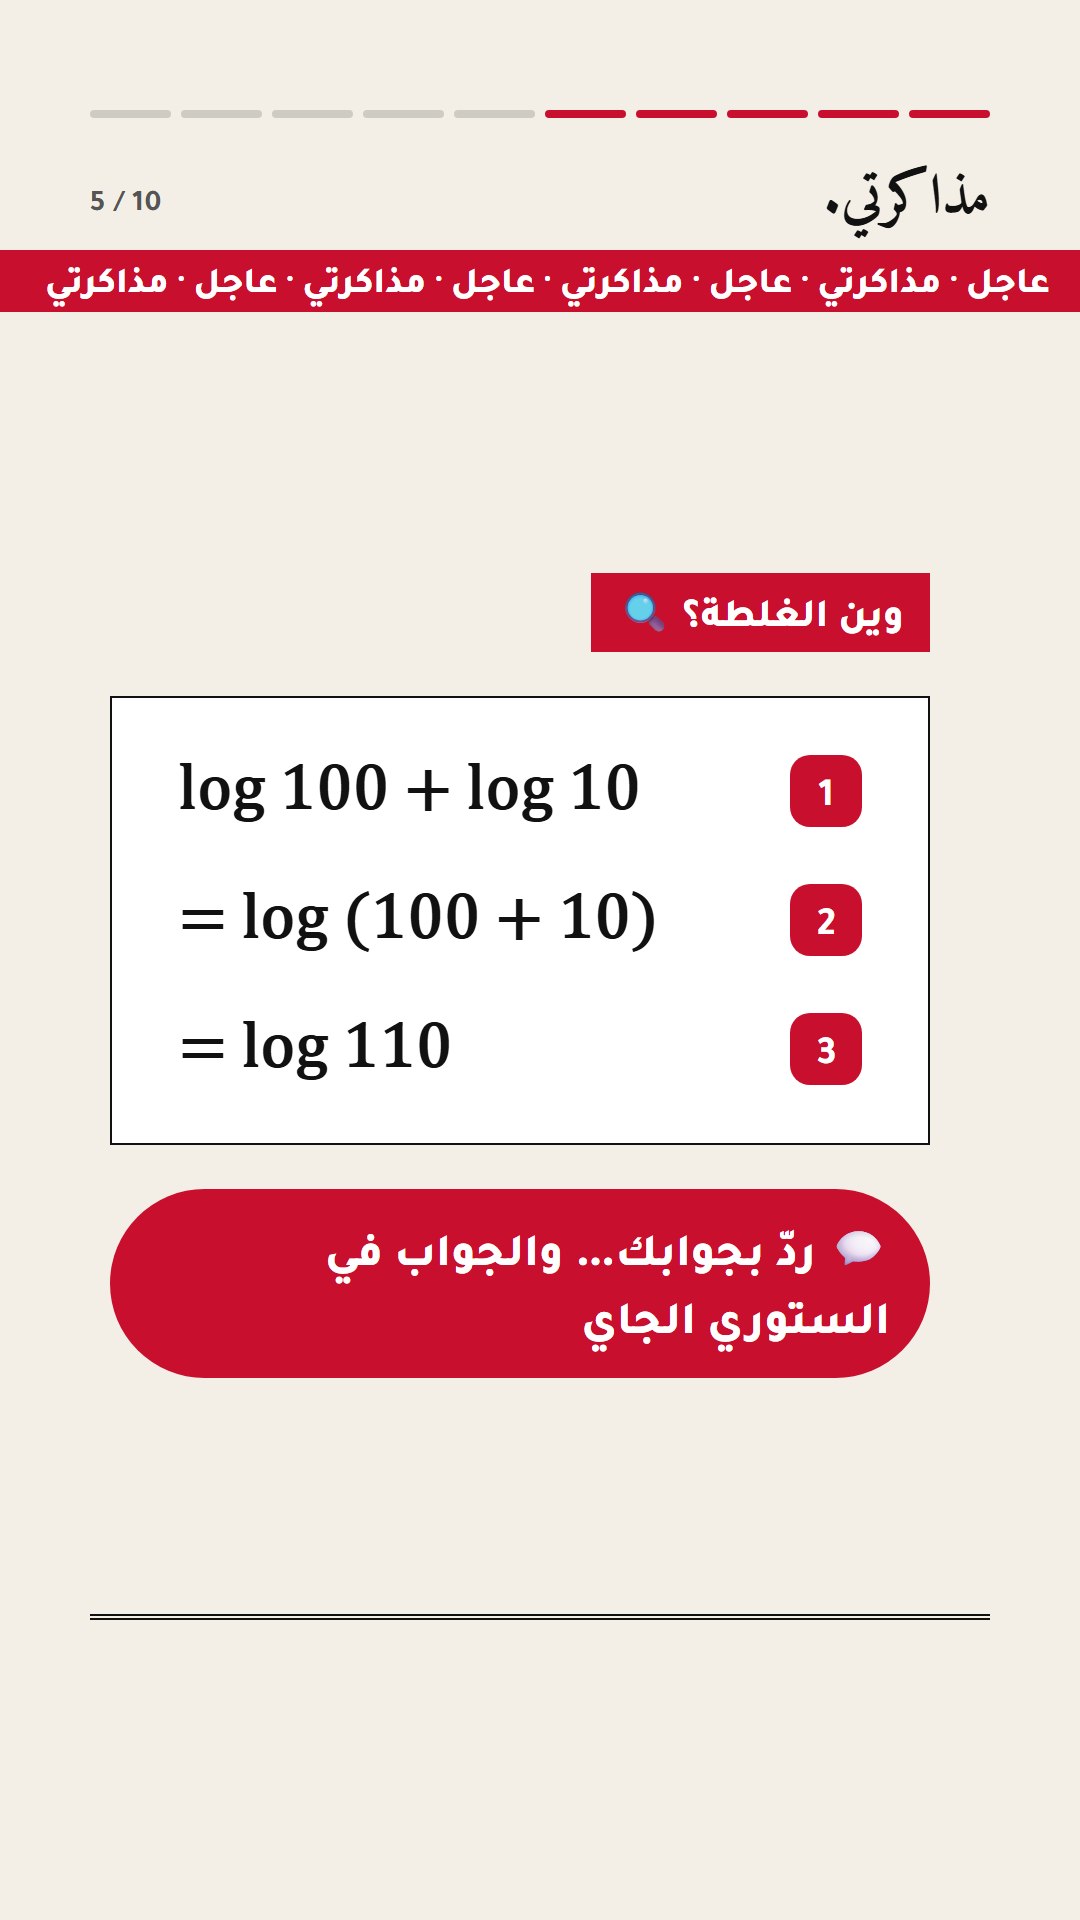 مذاكرتي.
5 / 10
عاجل · مذاكرتي · عاجل · مذاكرتي · عاجل · مذاكرتي · عاجل · مذاكرتي
وين الغلطة؟ 🔍
1 log 100 + log 10
2 = log (100 + 10)
3 = log 110
💬 ردّ بجوابك... والجواب في
الستوري الجاي